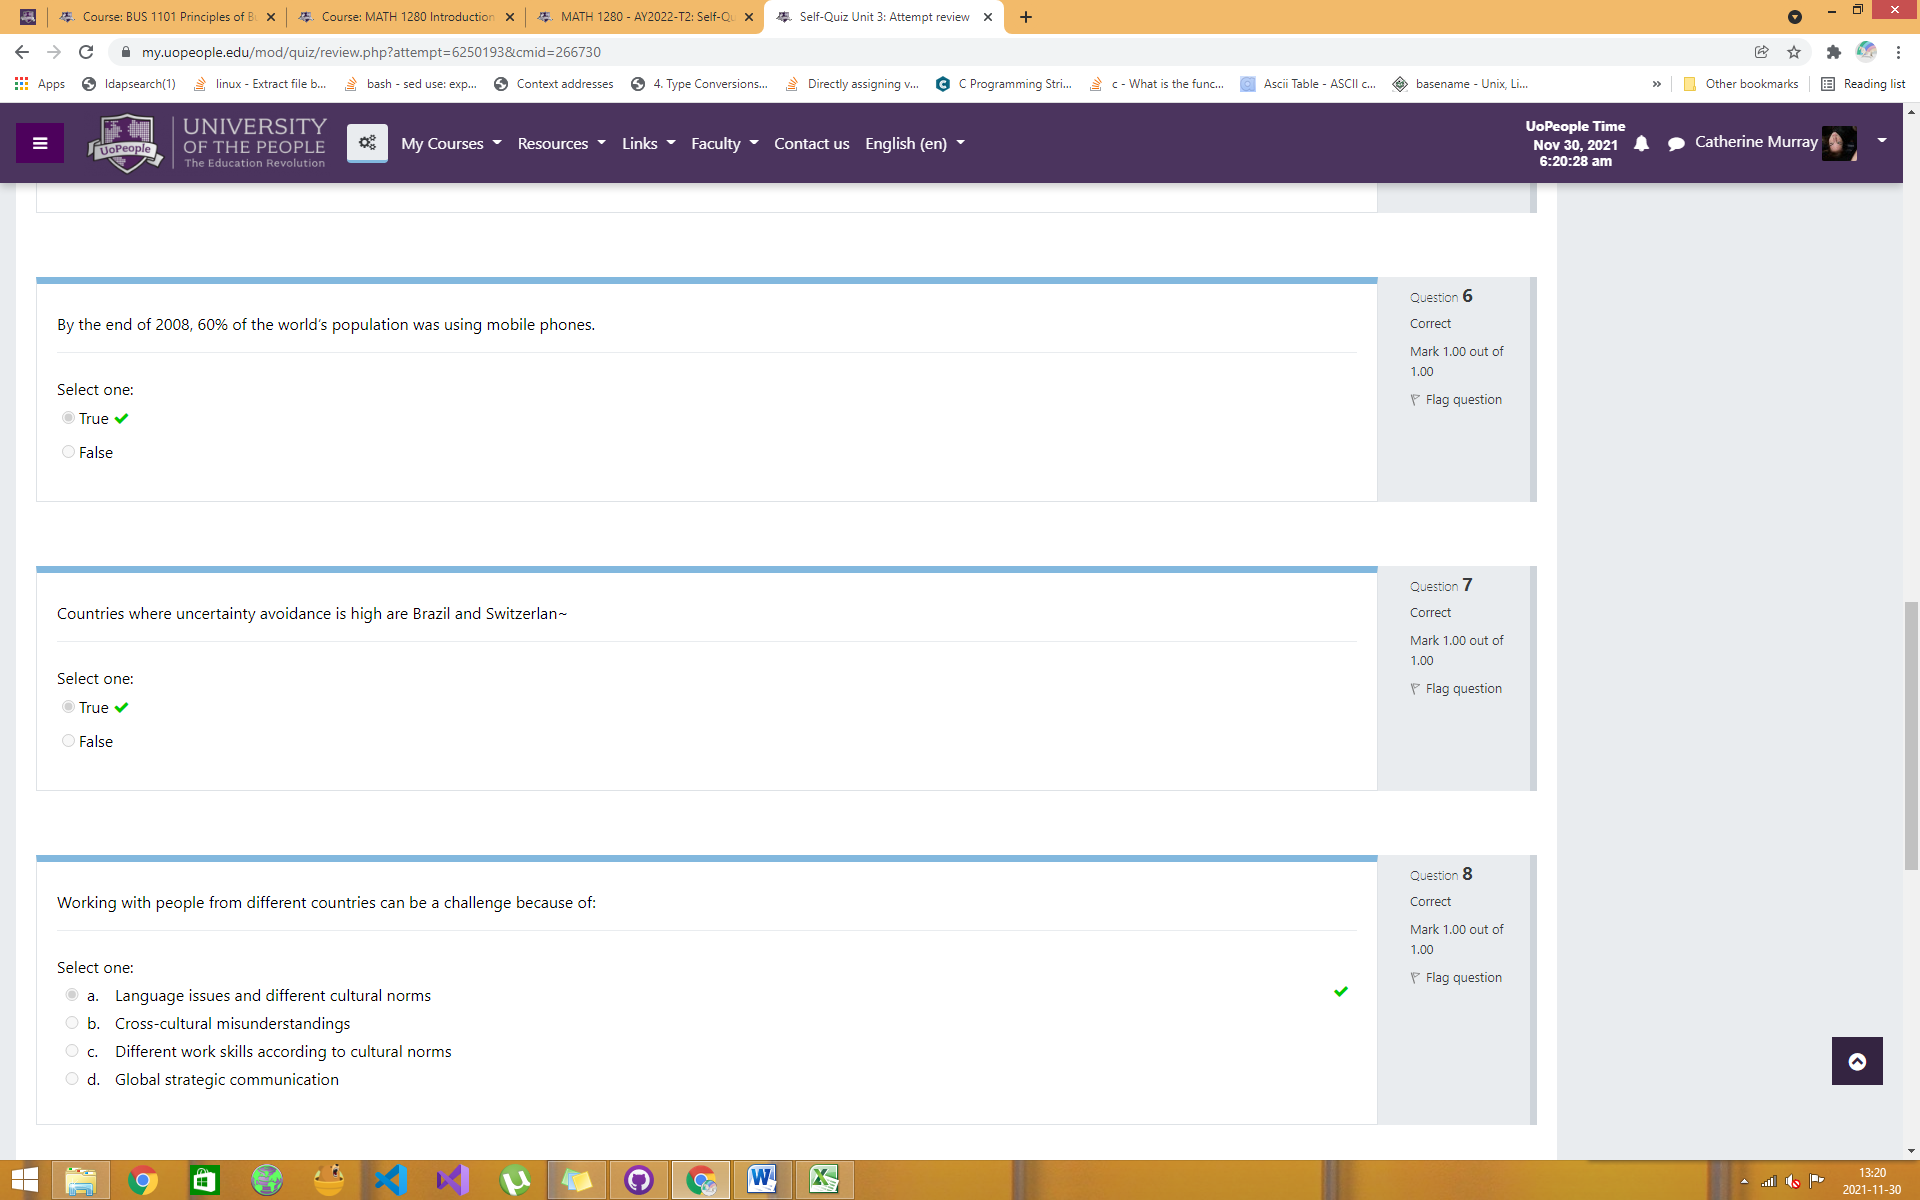 Course: BUS 1101 Principles of B
Course: MATH 1280 Introduction
MATH 1280 - AY2022-T2: Self-Qu
Self-Quiz Unit 3: Attempt review
my.uopeople.edu/mod/quiz/review.php?attempt=6250193&cmid=266730
Apps
ldapsearch(1)
linux - Extract file b...
bash - sed use: exp...
Context addresses
4. Type Conversions...
Directly assigning v...
C Programming Stri...
c - What is the func...
Ascii Table - ASCII c...
basename - Unix, Li...
»
Other bookmarks
Reading list
UoPeople
UNIVERSITY
OF THE PEOPLE
The Education Revolution
My Courses
Resources
Links
Faculty
Contact us
English (en)
UoPeople Time
Nov 30, 2021
6:20:28 am
Catherine Murray
By the end of 2008, 60% of the world's population was using mobile phones.
Select one:
True
False
Question 6
Correct
Mark 1.00 out of
1.00
Flag question
Countries where uncertainty avoidance is high are Brazil and Switzerlan~
Select one:
True
False
Question 7
Correct
Mark 1.00 out of
1.00
Flag question
Working with people from different countries can be a challenge because of:
Select one:
a. Language issues and different cultural norms
b. Cross-cultural misunderstandings
c. Different work skills according to cultural norms
d. Global strategic communication
Question 8
Correct
Mark 1.00 out of
1.00
Flag question
13:20
2021-11-30